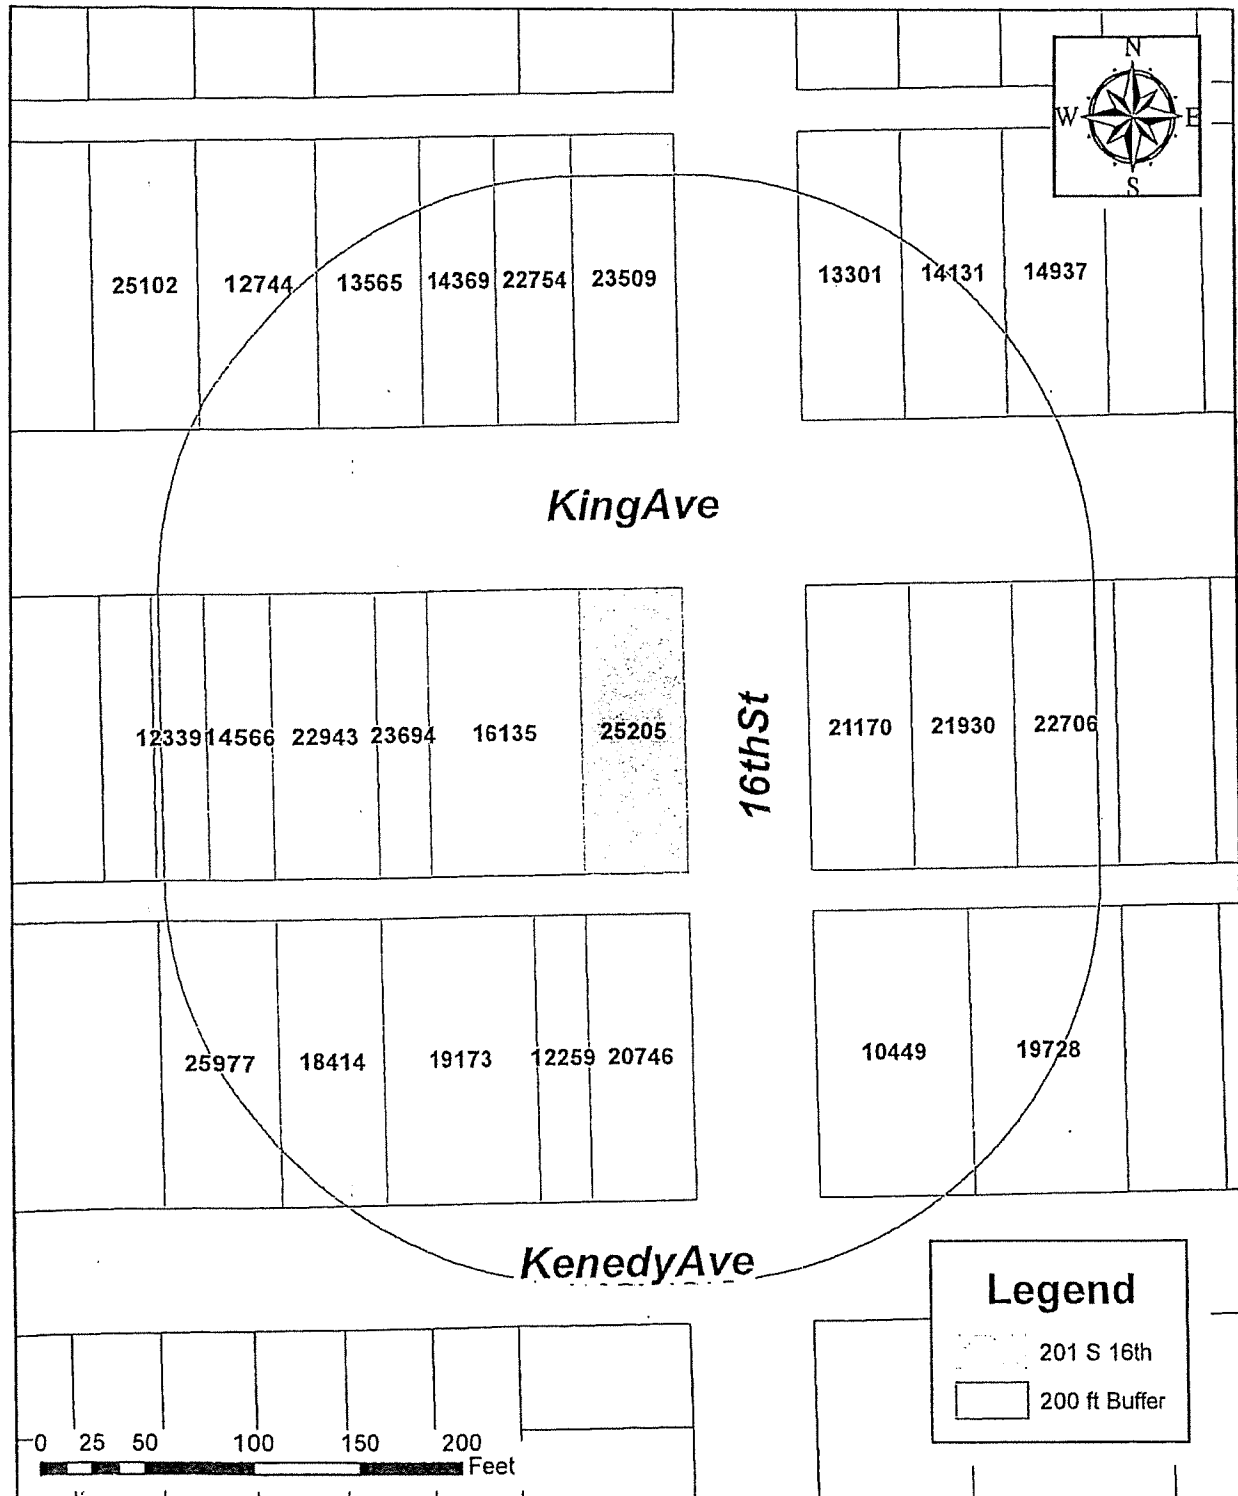 N
W E
S
25102 12744 13565 14369 22754 23509 13301 14131 14937
KingAve
12339 14566 22943 23694 16135 25205 21170 21930 22706
16thSt
25977 18414 19173 12259 20746 10449 19728
KenedyAve
Legend
201 S 16th
200 ft Buffer
0 25 50 100 150 200
Feet